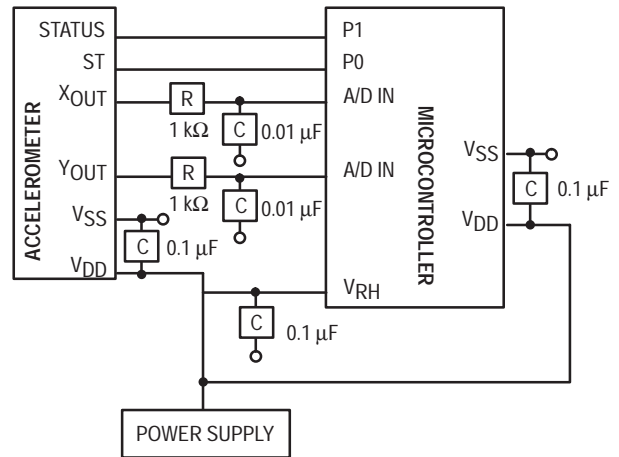 STATUS
ST
XOUT
YOUT
VSS
VDD
ACCELEROMETER
R
1 kΩ
C
0.01 µF
R
1 kΩ
C
0.01 µF
C
0.1 µF
P1
P0
A/D IN
A/D IN
VRH
MICROCONTROLLER
VSS
VDD
C
0.1 µF
C
0.1 µF
POWER SUPPLY